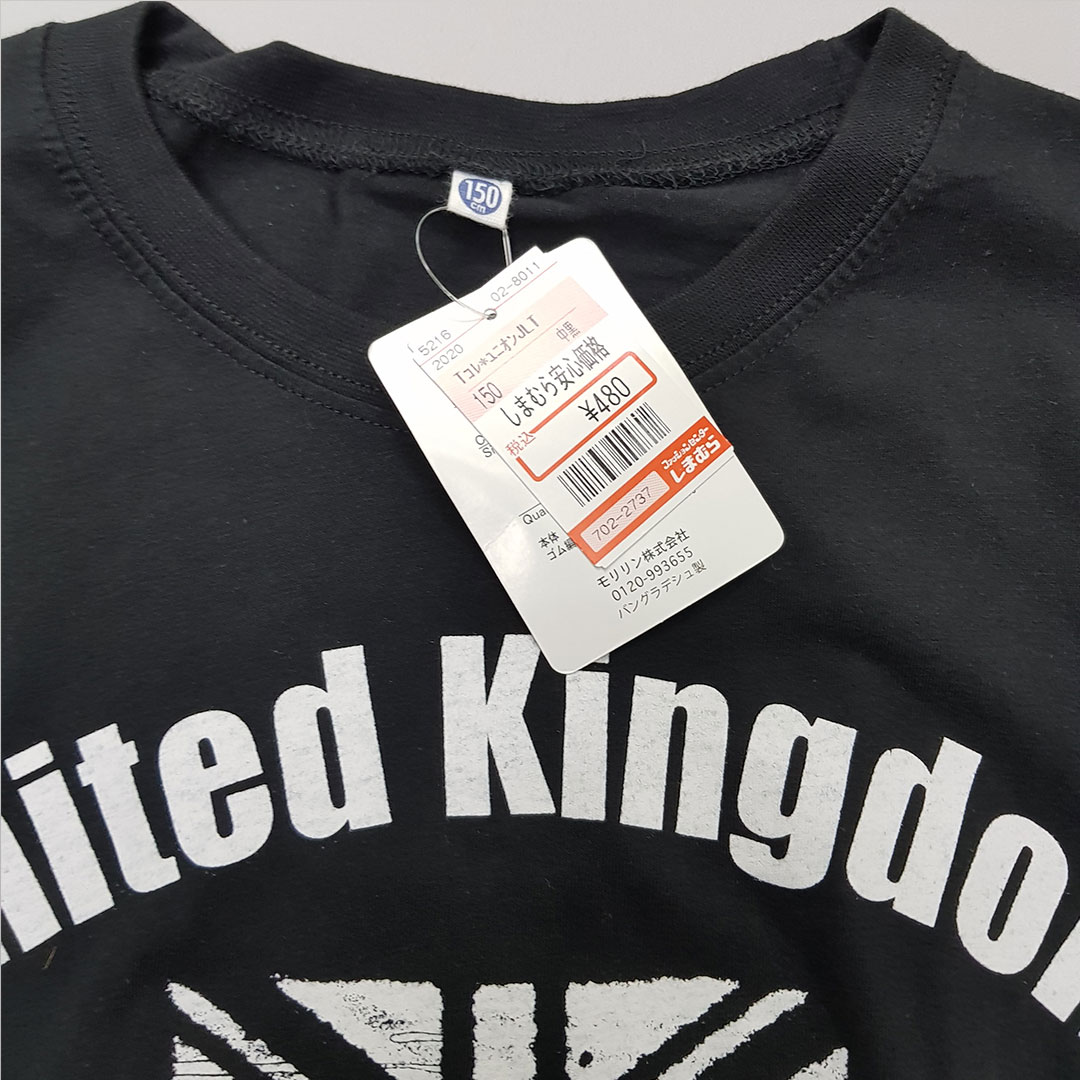 150
cm
5216 02-8011
2020
Tコレ*ユニオンJLT
150 中黒
しまむら安心価格
税込 ¥480
ファッションセンター
しまむら
702-2737
Qua
本体
ゴム編
モリリン株式会社
0120-993655
バングラデシュ製
nited Kingdom